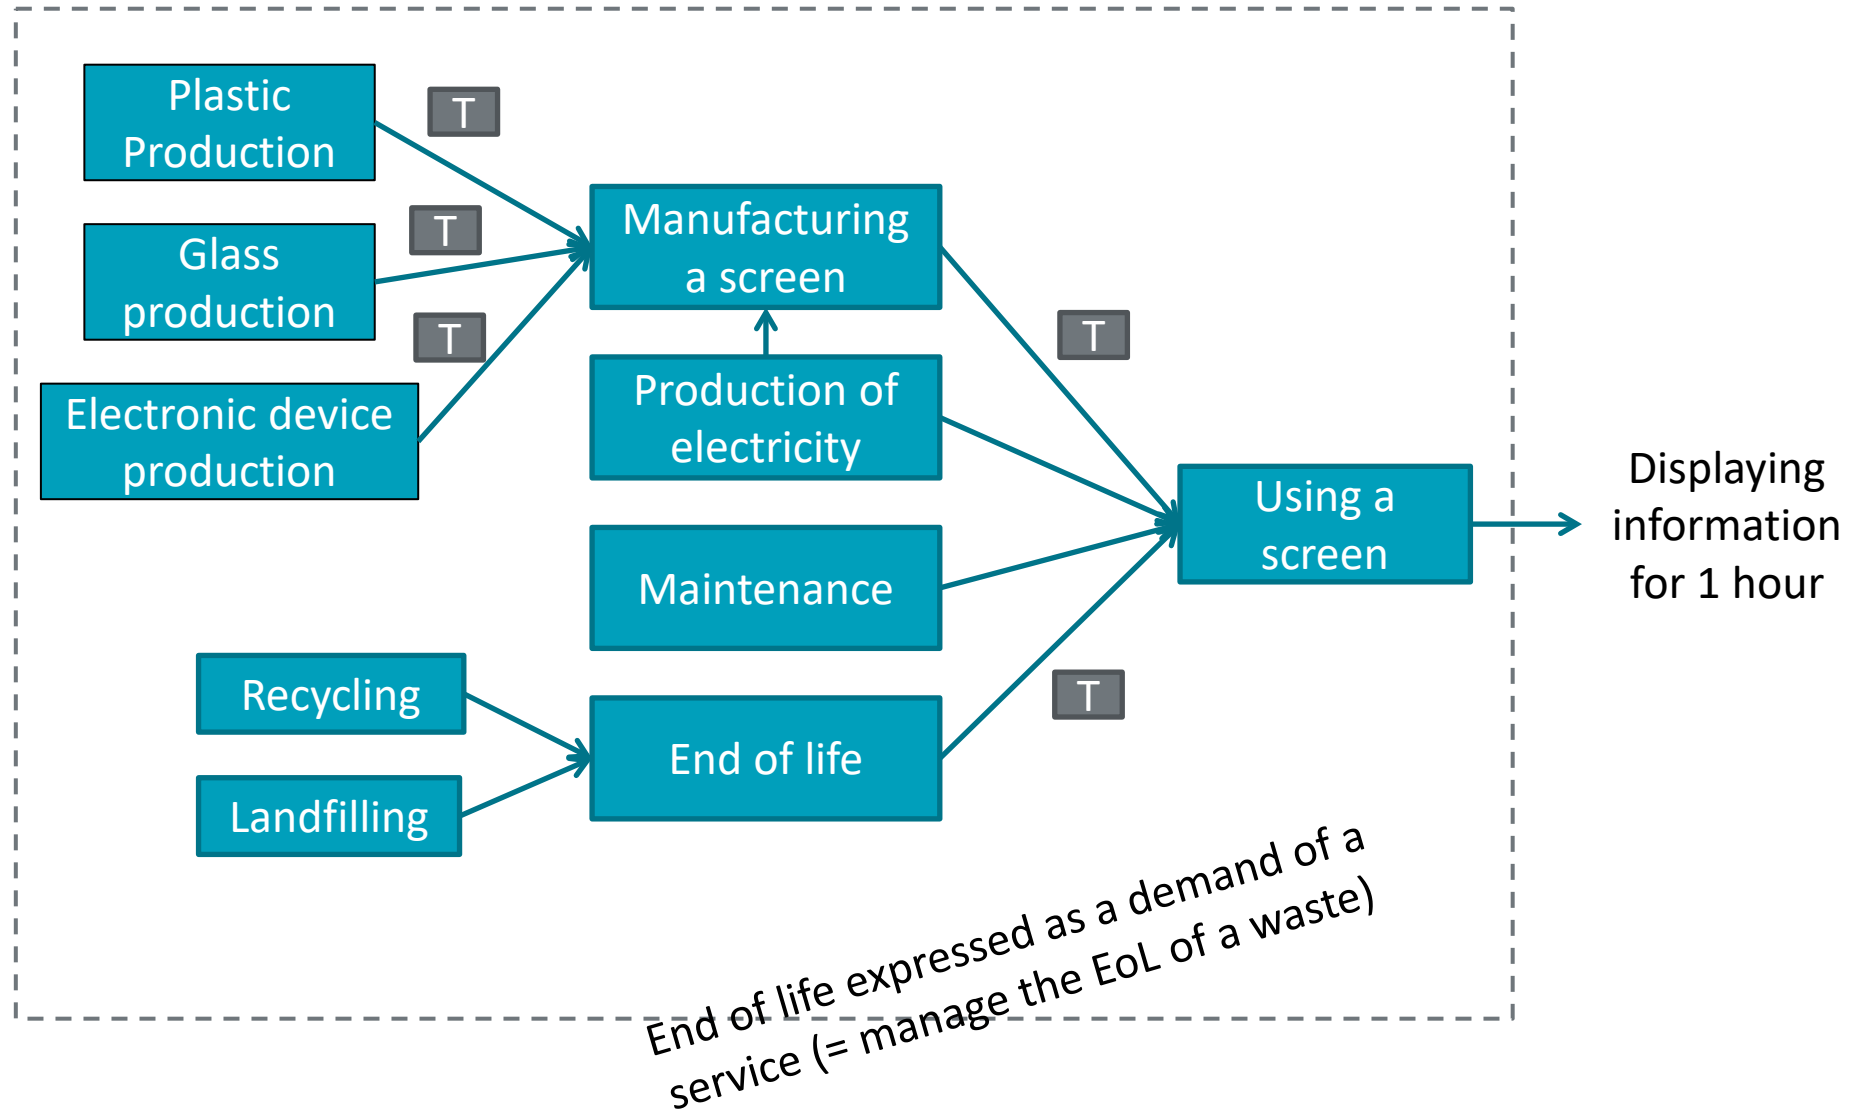 Plastic
Production
T
Glass
production
T
Electronic device
production
T
Manufacturing
a screen
Production of
electricity
T
Maintenance
Using a
screen
Displaying
information
for 1 hour
Recycling
Landfilling
End of life
T
End of life expressed as a demand of a
service (= manage the EoL of a waste)